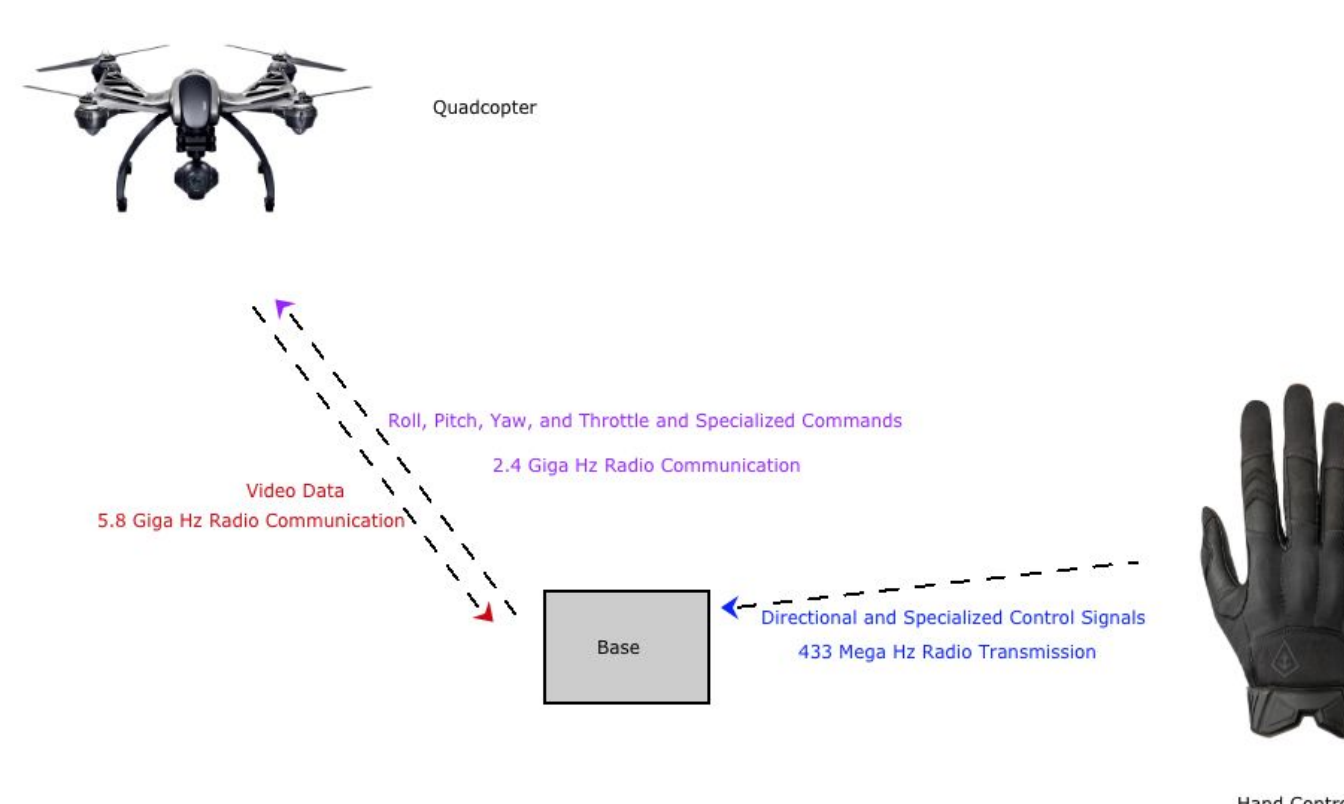 Quadcopter
Roll, Pitch, Yaw, and Throttle and Specialized Commands
2.4 Giga Hz Radio Communication
Video Data
5.8 Giga Hz Radio Communication
Base
Directional and Specialized Control Signals
433 Mega Hz Radio Transmission
Hand